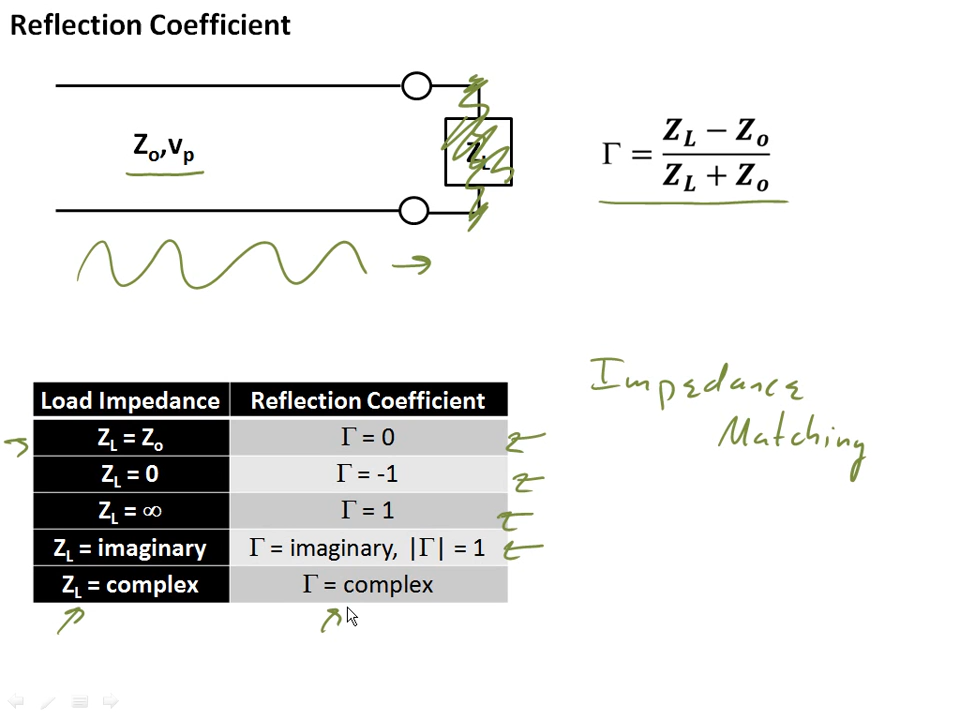 Reflection Coefficient
Zo,vp
ZL
Γ = (ZL − Zo) / (ZL + Zo)
Impedance
Matching
Load Impedance Reflection Coefficient
ZL = Zo Γ = 0
ZL = 0 Γ = -1
ZL = ∞ Γ = 1
ZL = imaginary Γ = imaginary, |Γ| = 1
ZL = complex Γ = complex